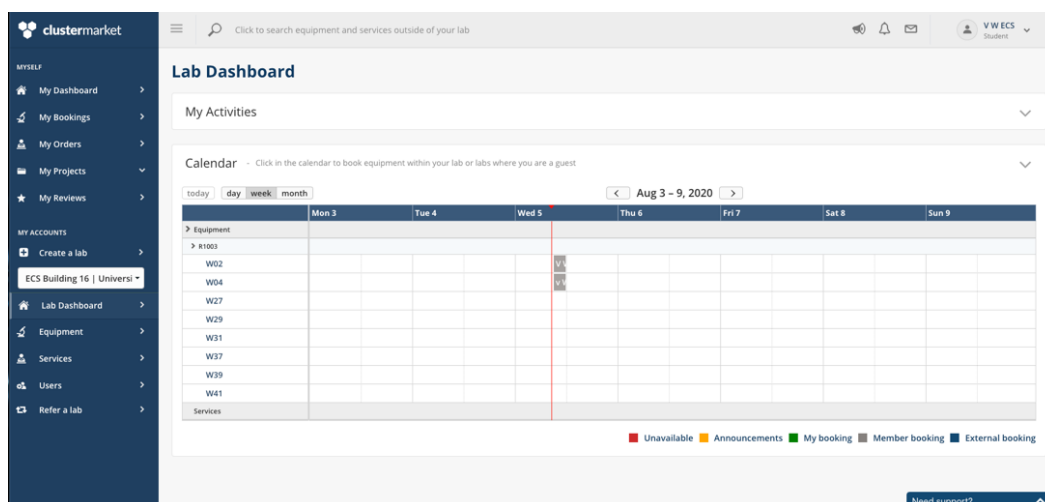 clustermarket
Click to search equipment and services outside of your lab
V W ECS
Student
MYSELF
My Dashboard
My Bookings
My Orders
My Projects
My Reviews
MY ACCOUNTS
Create a lab
ECS Building 16 | Universi
Lab Dashboard
Equipment
Services
Users
Refer a lab
Lab Dashboard
My Activities
Calendar - Click in the calendar to book equipment within your lab or labs where you are a guest
today day week month
Aug 3 – 9, 2020
Mon 3 Tue 4 Wed 5 Thu 6 Fri 7 Sat 8 Sun 9
Equipment
R1003
W02 V V
W04 V V
W27
W29
W31
W37
W39
W41
Services
Unavailable Announcements My booking Member booking External booking
Need support?